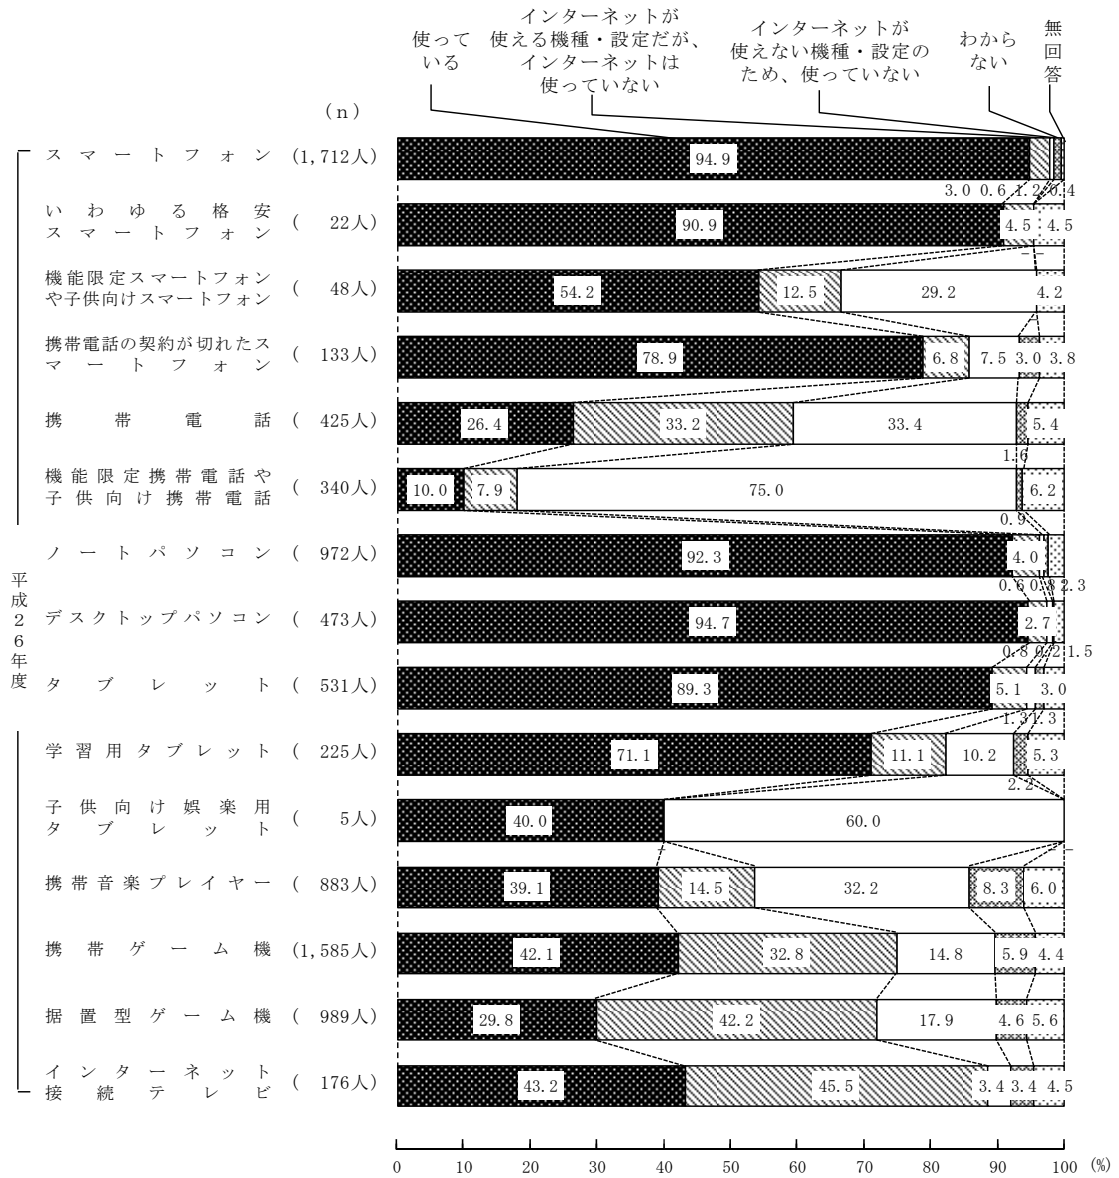 使って
いる
インターネットが
使える機種・設定だが、
インターネットは
使っていない
インターネットが
使えない機種・設定の
ため、使っていない
わから
ない
無
回
答
(n)
平成26年度
スマートフォン (1,712人) 94.9
3.0 0.6 1.2 0.4
いわゆる格安
スマートフォン ( 22人) 90.9 4.5 4.5
- -
機能限定スマートフォン
や子供向けスマートフォン ( 48人) 54.2 12.5 29.2 4.2
-
携帯電話の契約が切れたス
マートフォン ( 133人) 78.9 6.8 7.5 3.0 3.8
携帯電話 ( 425人) 26.4 33.2 33.4 5.4
1.6
機能限定携帯電話や
子供向け携帯電話 ( 340人) 10.0 7.9 75.0 6.2
0.9
ノートパソコン ( 972人) 92.3 4.0
0.6 0.8 2.3
デスクトップパソコン ( 473人) 94.7 2.7
0.8 0.2 1.5
タブレット ( 531人) 89.3 5.1 3.0
1.3 1.3
学習用タブレット ( 225人) 71.1 11.1 10.2 5.3
2.2
子供向け娯楽用
タブレット ( 5人) 40.0 60.0
- - -
携帯音楽プレイヤー ( 883人) 39.1 14.5 32.2 8.3 6.0
携帯ゲーム機 (1,585人) 42.1 32.8 14.8 5.9 4.4
据置型ゲーム機 ( 989人) 29.8 42.2 17.9 4.6 5.6
インターネット
接続テレビ ( 176人) 43.2 45.5 3.4 3.4 4.5
0 10 20 30 40 50 60 70 80 90 100 (%)